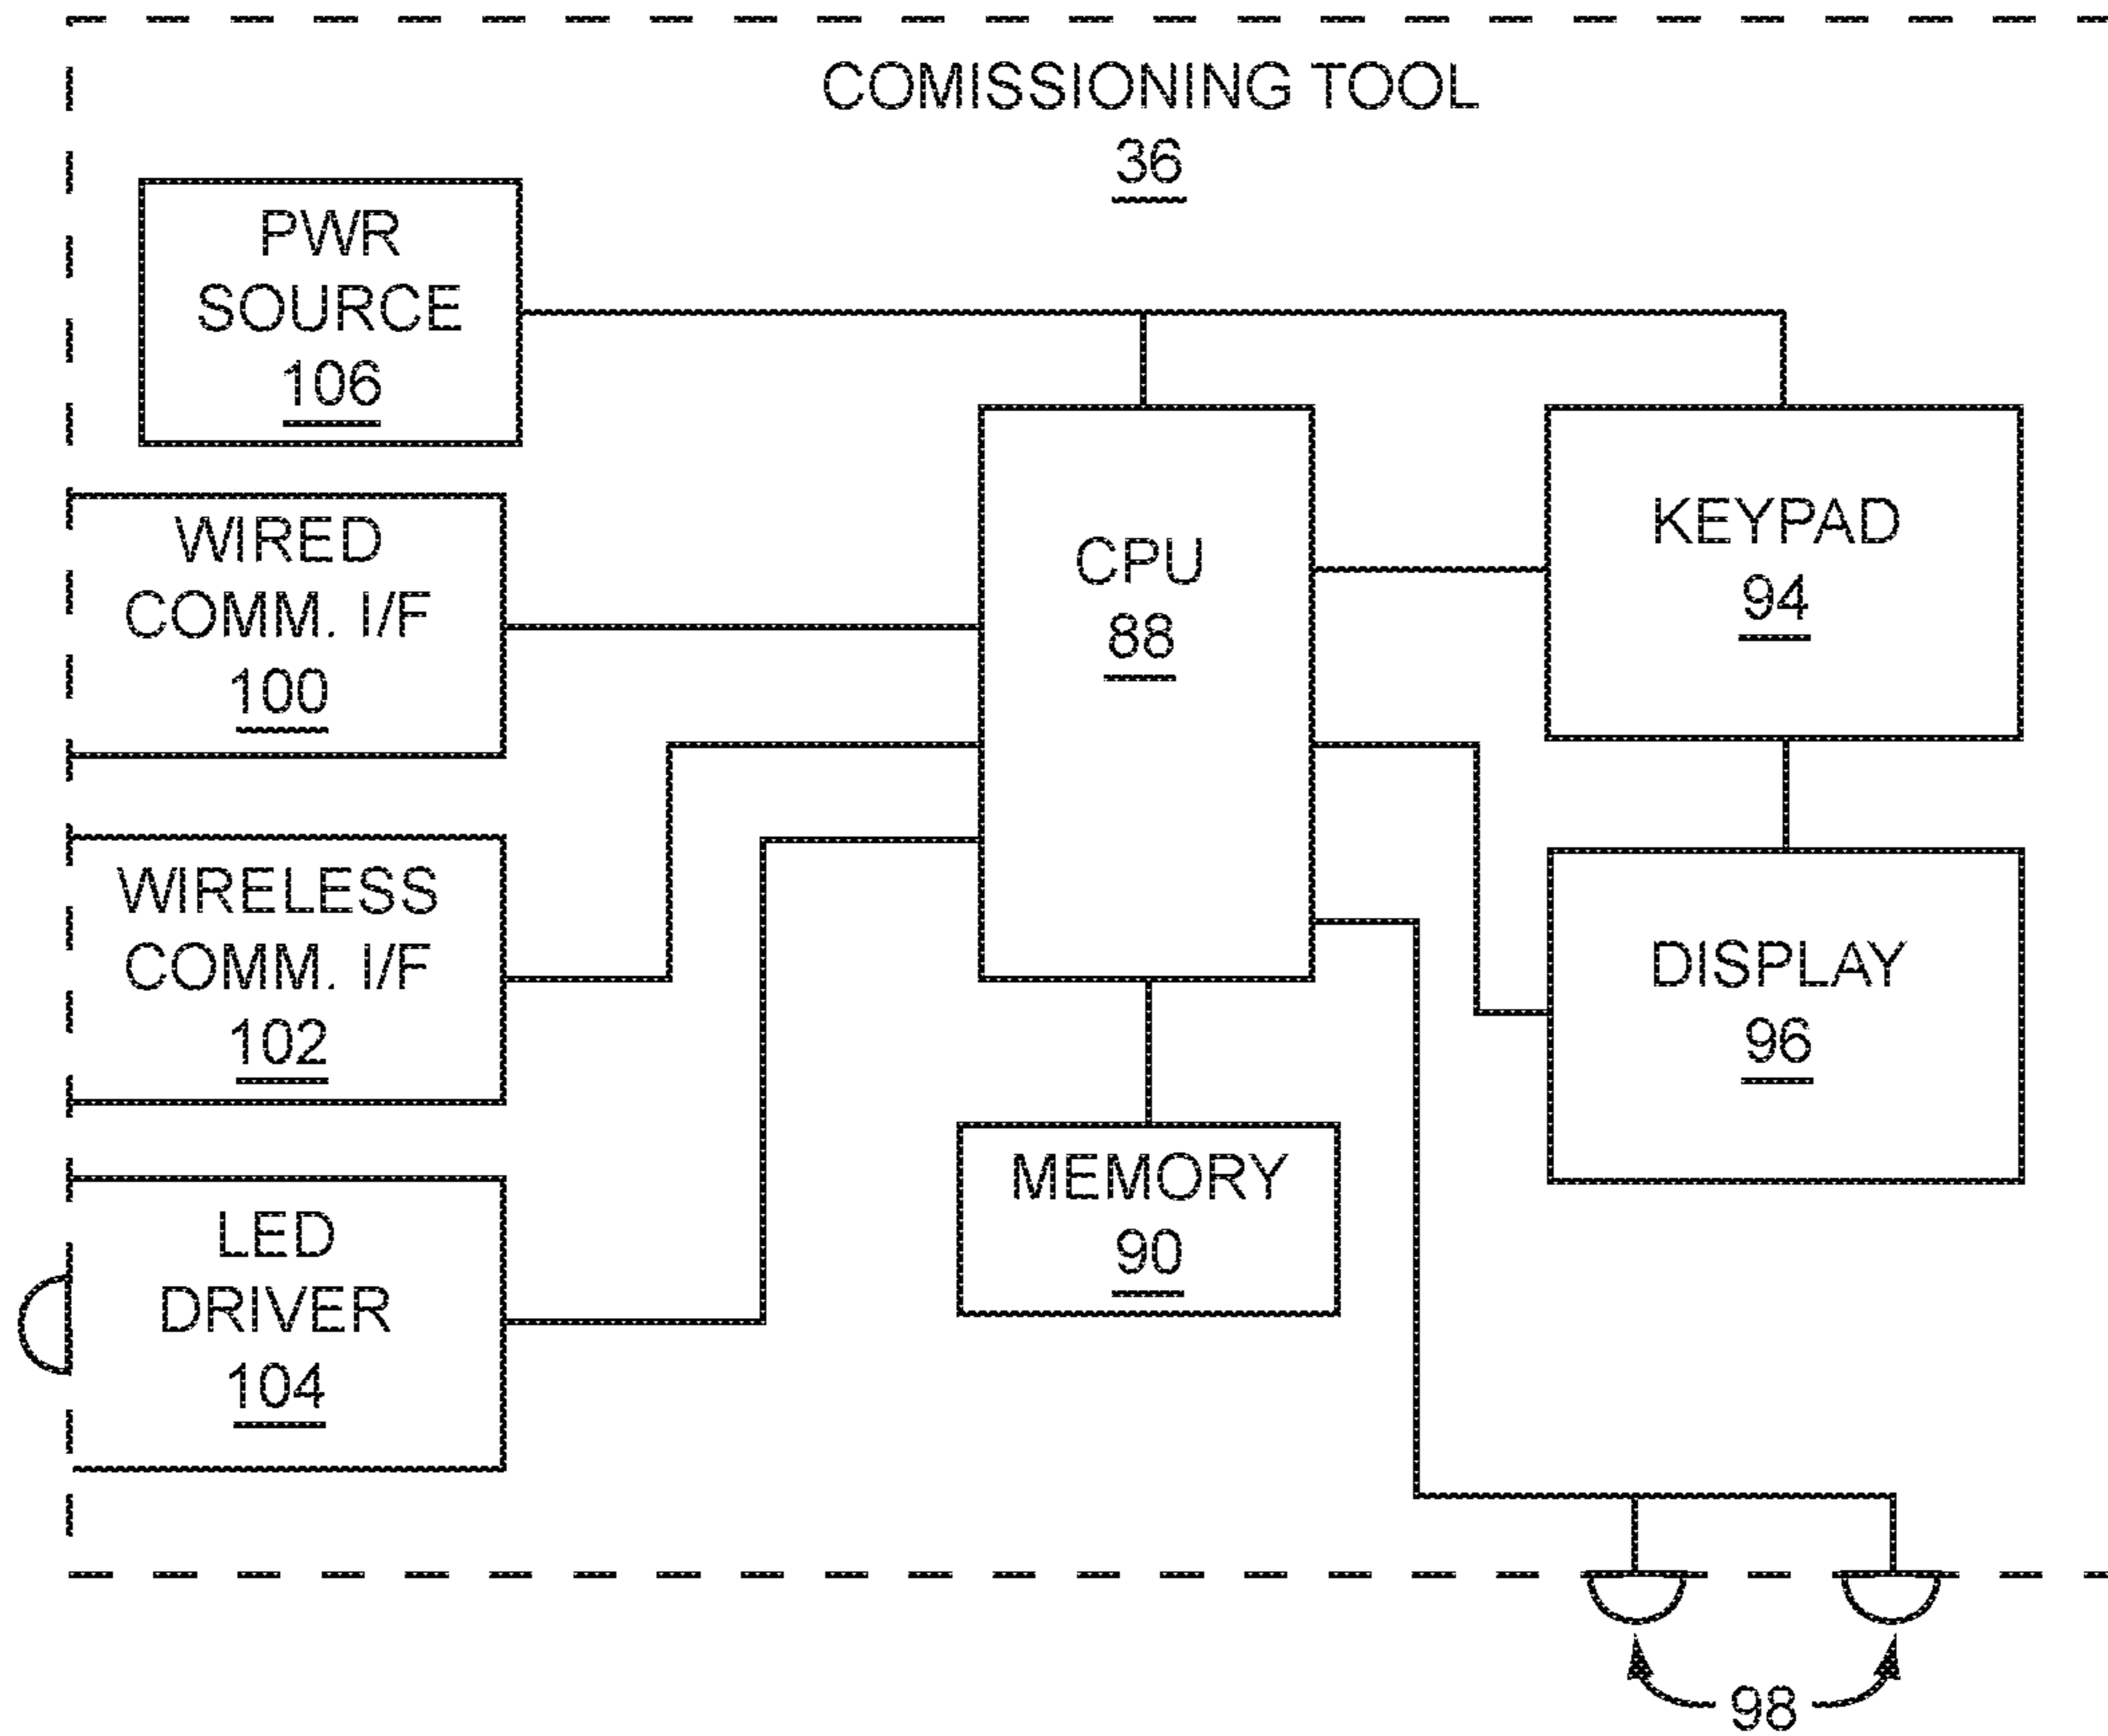 COMISSIONING TOOL
36
PWR
SOURCE
106
WIRED
COMM. I/F
100
WIRELESS
COMM. I/F
102
LED
DRIVER
104
CPU
88
MEMORY
90
KEYPAD
94
DISPLAY
96
98